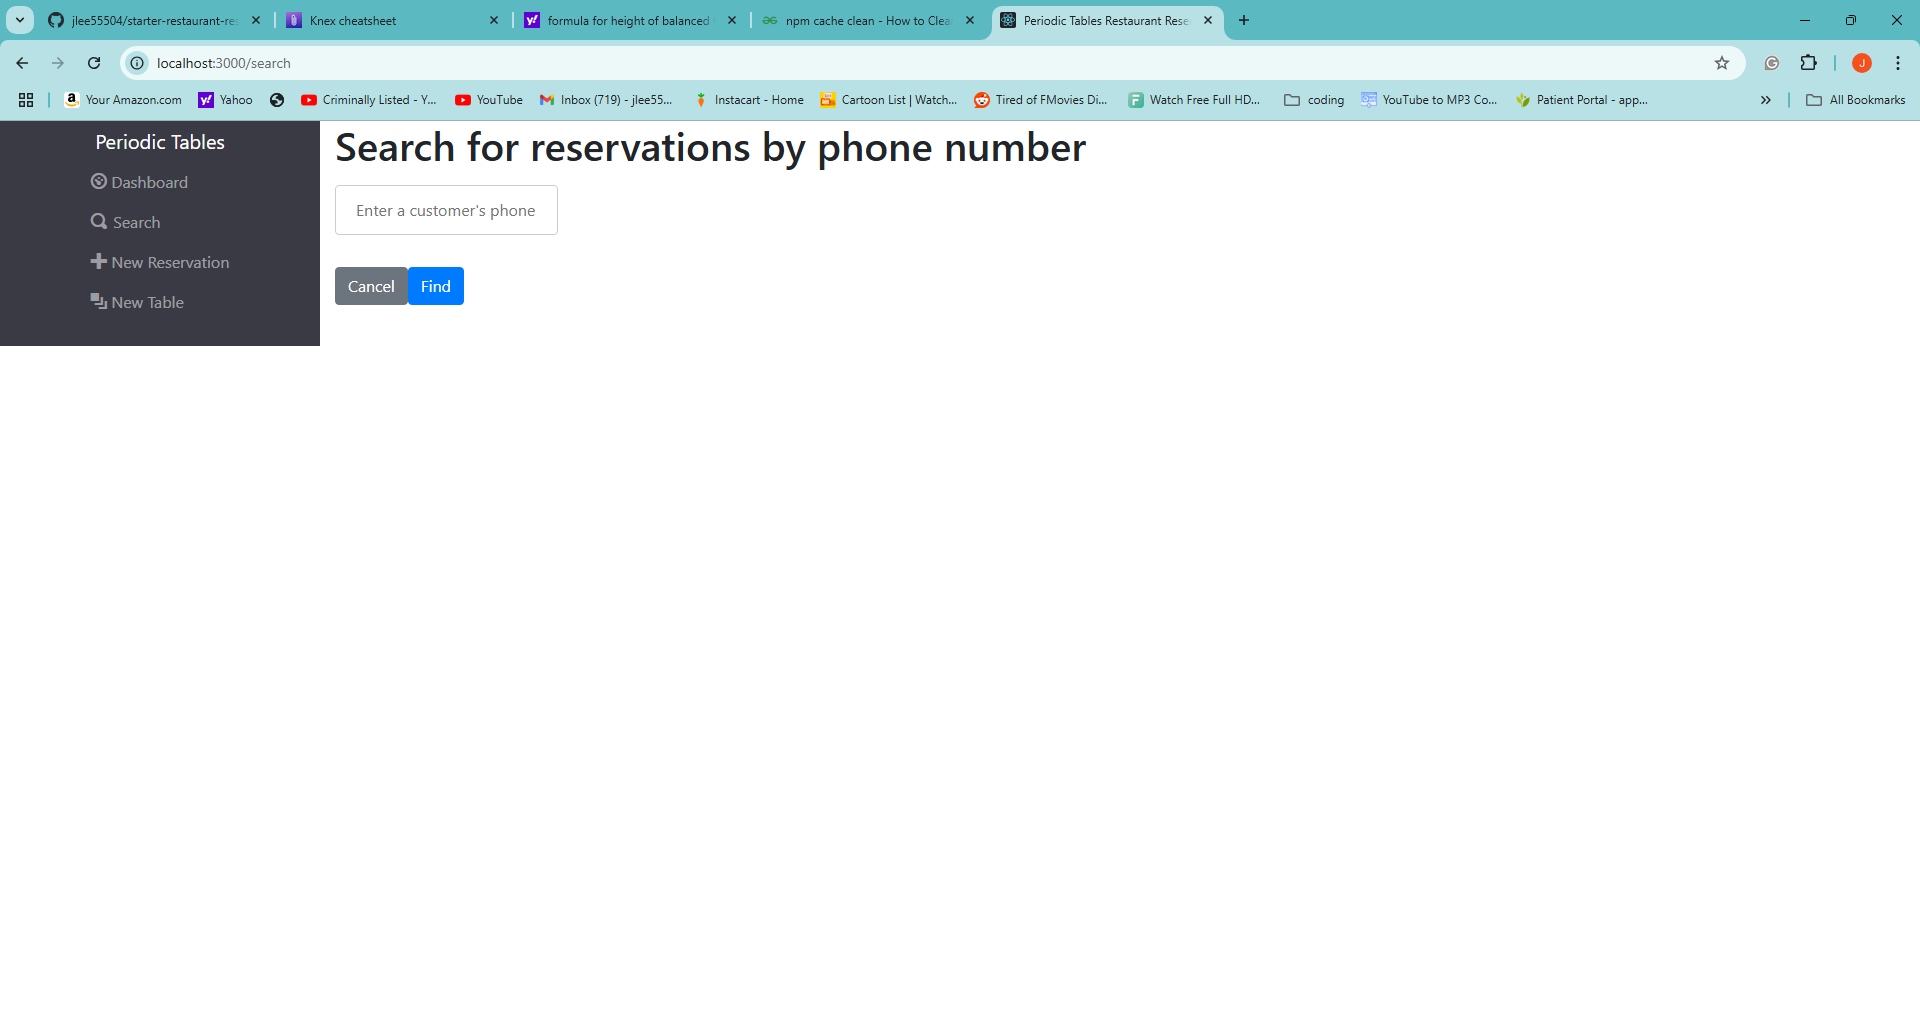 jlee55504/starter-restaurant-res
Knex cheatsheet
formula for height of balanced
npm cache clean - How to Clea
Periodic Tables Restaurant Rese
localhost:3000/search
J
Your Amazon.com
Yahoo
Criminally Listed - Y...
YouTube
Inbox (719) - jlee55...
Instacart - Home
Cartoon List | Watch...
Tired of FMovies Di...
Watch Free Full HD...
coding
YouTube to MP3 Co...
Patient Portal - app...
All Bookmarks
Periodic Tables
Dashboard
Search
New Reservation
New Table
Search for reservations by phone number
Enter a customer's phone
Cancel
Find